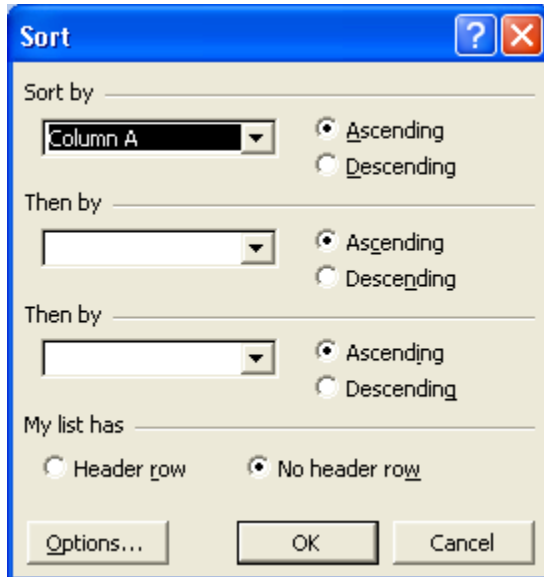 Sort
Sort by
Column A
Ascending
Descending
Then by
Ascending
Descending
Then by
Ascending
Descending
My list has
Header row
No header row
Options...
OK
Cancel